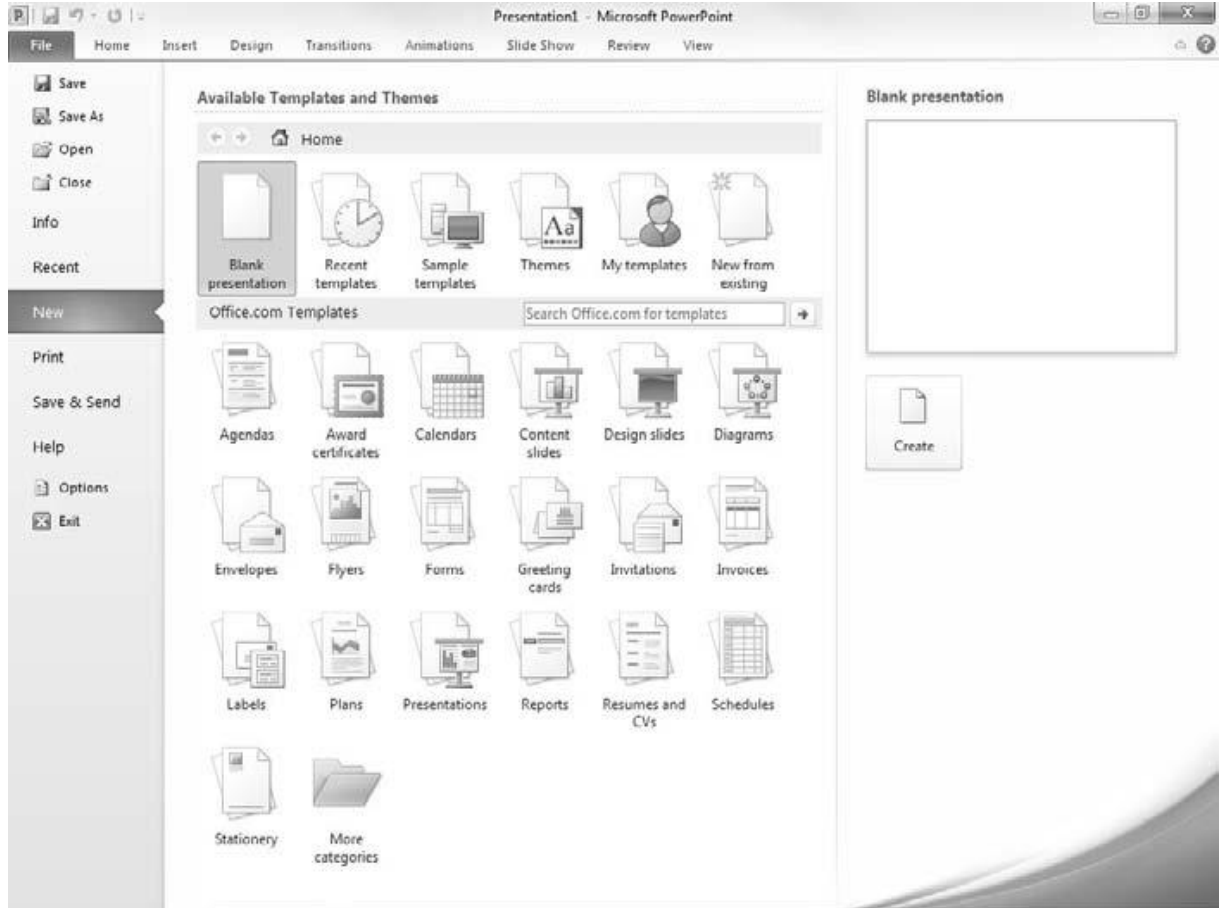 Presentation1 - Microsoft PowerPoint
File Home Insert Design Transitions Animations Slide Show Review View
Save
Save As
Open
Close
Info
Recent
New
Print
Save & Send
Help
Options
Exit
Available Templates and Themes
Home
Blank presentation
Recent templates
Sample templates
Themes
My templates
New from existing
Office.com Templates
Search Office.com for templates
Agendas
Award certificates
Calendars
Content slides
Design slides
Diagrams
Envelopes
Flyers
Forms
Greeting cards
Invitations
Invoices
Labels
Plans
Presentations
Reports
Resumes and CVs
Schedules
Stationery
More categories
Blank presentation
Create